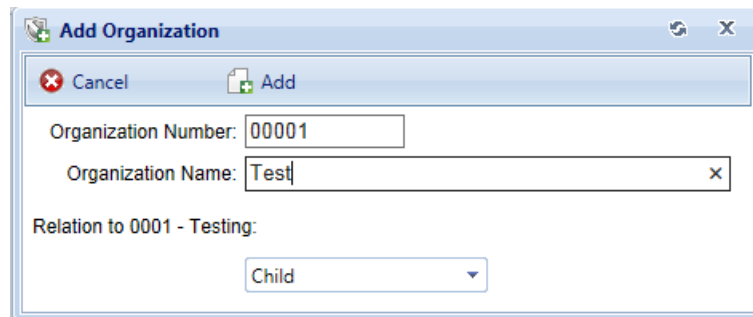 Add Organization
Cancel Add
Organization Number: 00001
Organization Name: Test
Relation to 0001 - Testing:
Child